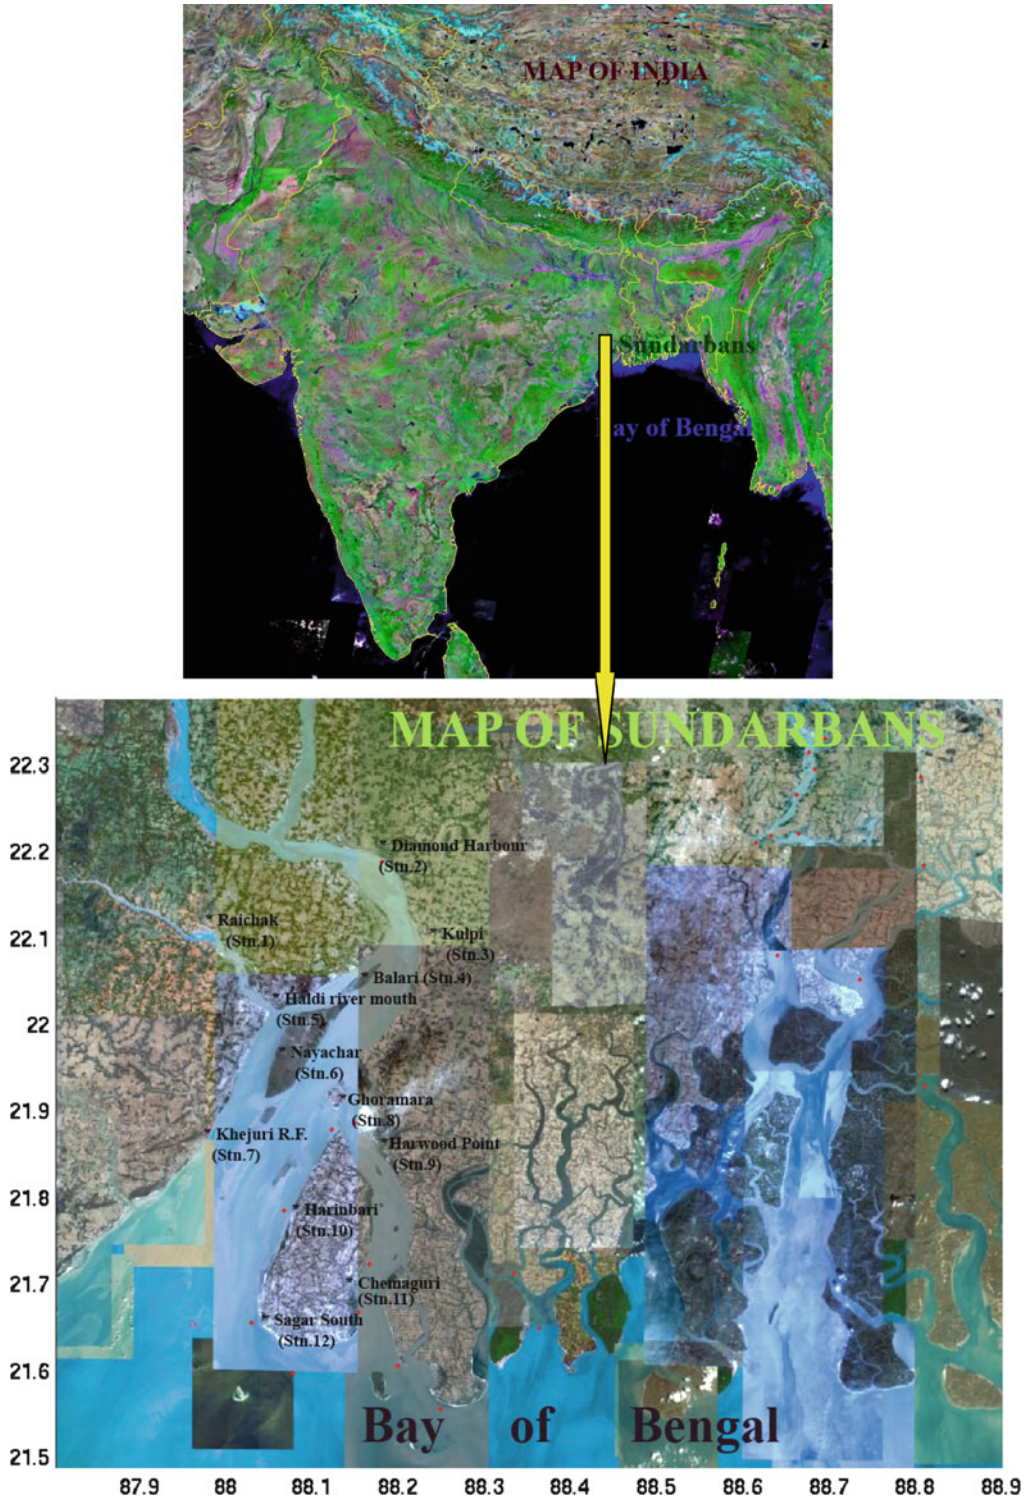 MAP OF INDIA
Sundarbans
ay of Bengal
MAP OF SUNDARBANS
22.3
22.2
22.1
22
21.9
21.8
21.7
21.6
21.5
* Diamond Harbour
(Stn.2)
* Raichak
(Stn.1)
* Kulpi
(Stn.3)
* Balari (Stn.4)
* Haldi river mouth
(Stn.5)
* Nayachar
(Stn.6)
* Ghoramara
(Stn.8)
* Khejuri R.F.
(Stn.7)
* Harwood Point
(Stn.9)
* Harinbari
(Stn.10)
* Chemaguri
(Stn.11)
* Sagar South
(Stn.12)
Bay of Bengal
87.9 88 88.1 88.2 88.3 88.4 88.5 88.6 88.7 88.8 88.9